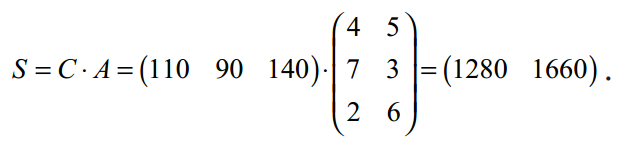 S = C · A = (110 90 140) · (4 5
7 3
2 6) = (1280 1660) .